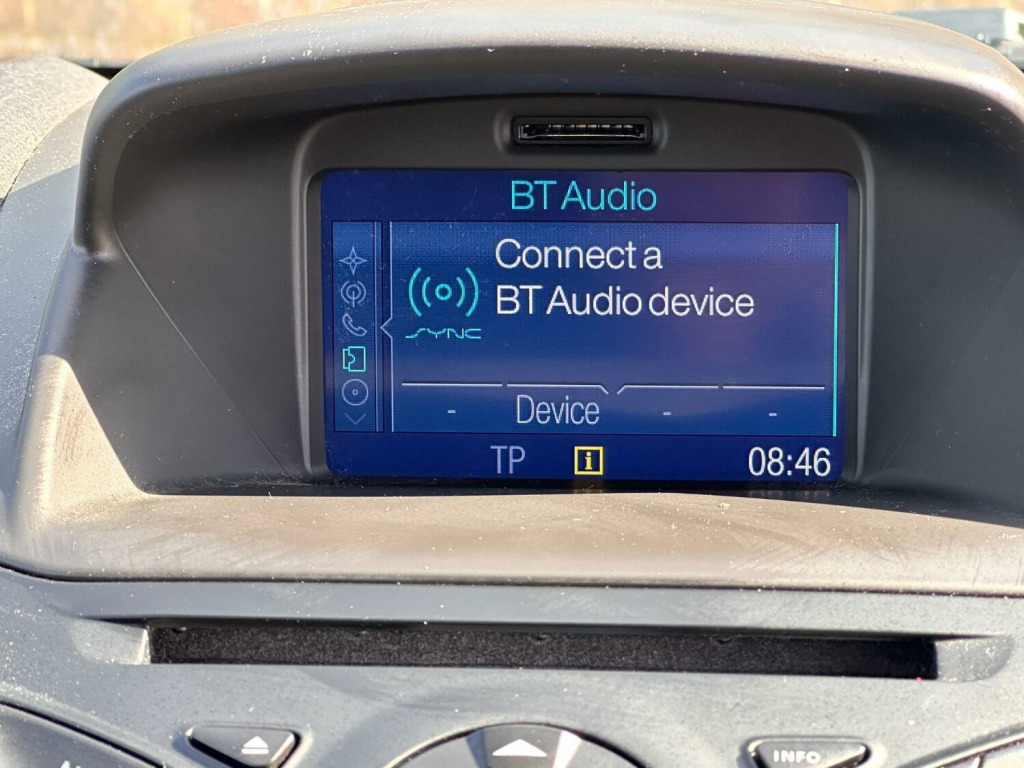 BT Audio
Connect a
BT Audio device
SYNC
- Device - -
TP i 08:46
INFO